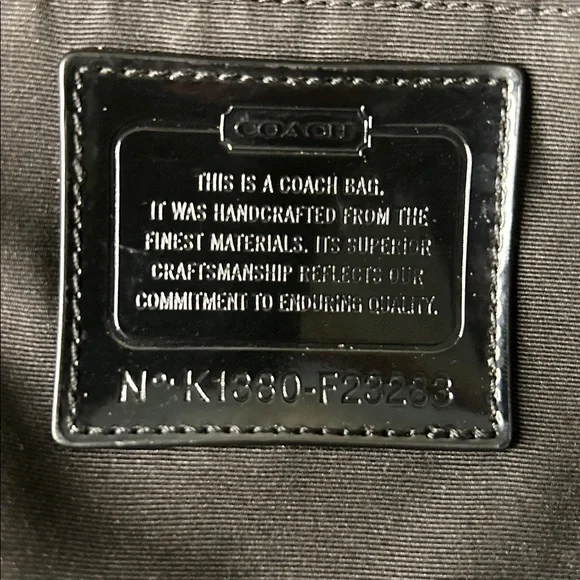 COACH
THIS IS A COACH BAG.
IT WAS HANDCRAFTED FROM THE
FINEST MATERIALS. ITS SUPERIOR
CRAFTSMANSHIP REFLECTS OUR
COMMITMENT TO ENDURING QUALITY.
Nº: K1380-F23283